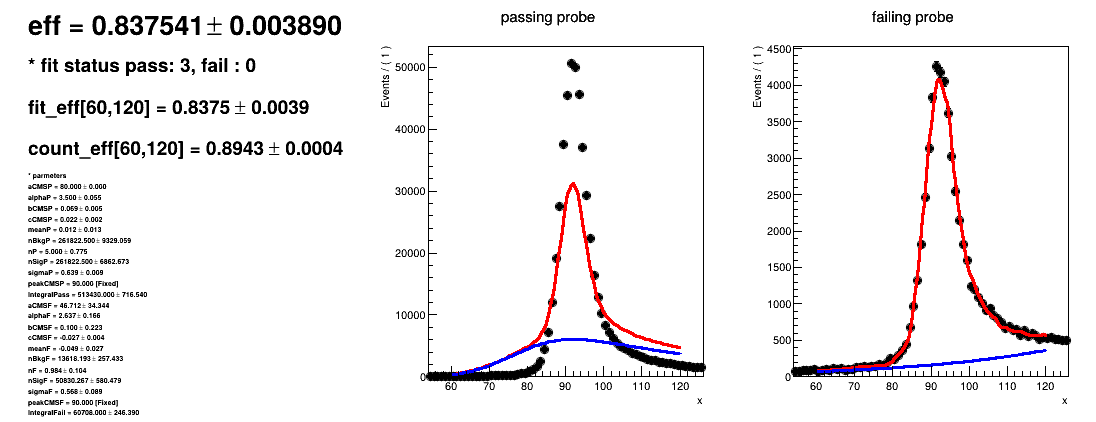 eff = 0.837541 ± 0.003890
* fit status pass: 3, fail : 0
fit_eff[60,120] = 0.8375 ± 0.0039
count_eff[60,120] = 0.8943 ± 0.0004
* parmeters
aCMSP = 80.000 ± 0.000
alphaP = 3.500 ± 0.055
bCMSP = 0.069 ± 0.005
cCMSP = 0.022 ± 0.002
meanP = 0.012 ± 0.013
nBkgP = 261822.500 ± 9329.059
nP = 5.000 ± 0.775
nSigP = 261822.500 ± 6862.673
sigmaP = 0.639 ± 0.009
peakCMSP = 90.000 [Fixed]
integralPass = 513430.000 ± 716.540
aCMSF = 46.712 ± 34.344
alphaF = 2.637 ± 0.166
bCMSF = 0.100 ± 0.223
cCMSF = -0.027 ± 0.004
meanF = -0.049 ± 0.027
nBkgF = 13618.193 ± 257.433
nF = 0.984 ± 0.104
nSigF = 50830.267 ± 580.479
sigmaF = 0.568 ± 0.089
peakCMSF = 90.000 [Fixed]
integralFail = 60708.000 ± 246.390
passing probe
Events / ( 1 )
50000
40000
30000
20000
10000
0
60 70 80 90 100 110 120
x
failing probe
Events / ( 1 )
4500
4000
3500
3000
2500
2000
1500
1000
500
0
60 70 80 90 100 110 120
x